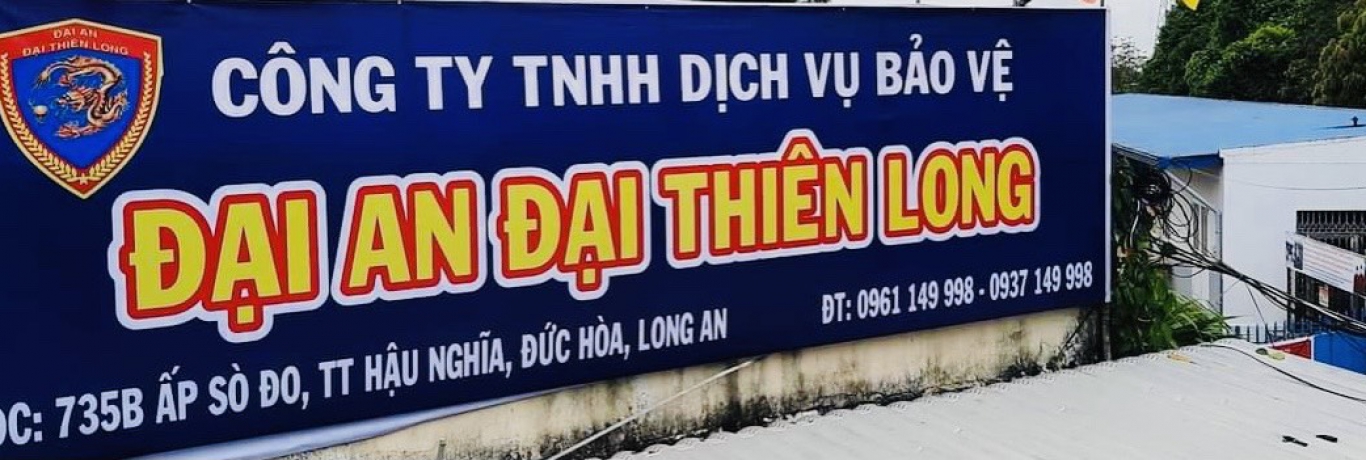 ĐẠI AN
ĐẠI THIÊN LONG
CÔNG TY TNHH DỊCH VỤ BẢO VỆ
ĐẠI AN ĐẠI THIÊN LONG
ĐT: 0961 149 998 - 0937 149 998
ĐC: 735B ẤP SÒ ĐO, TT HẬU NGHĨA, ĐỨC HÒA, LONG AN